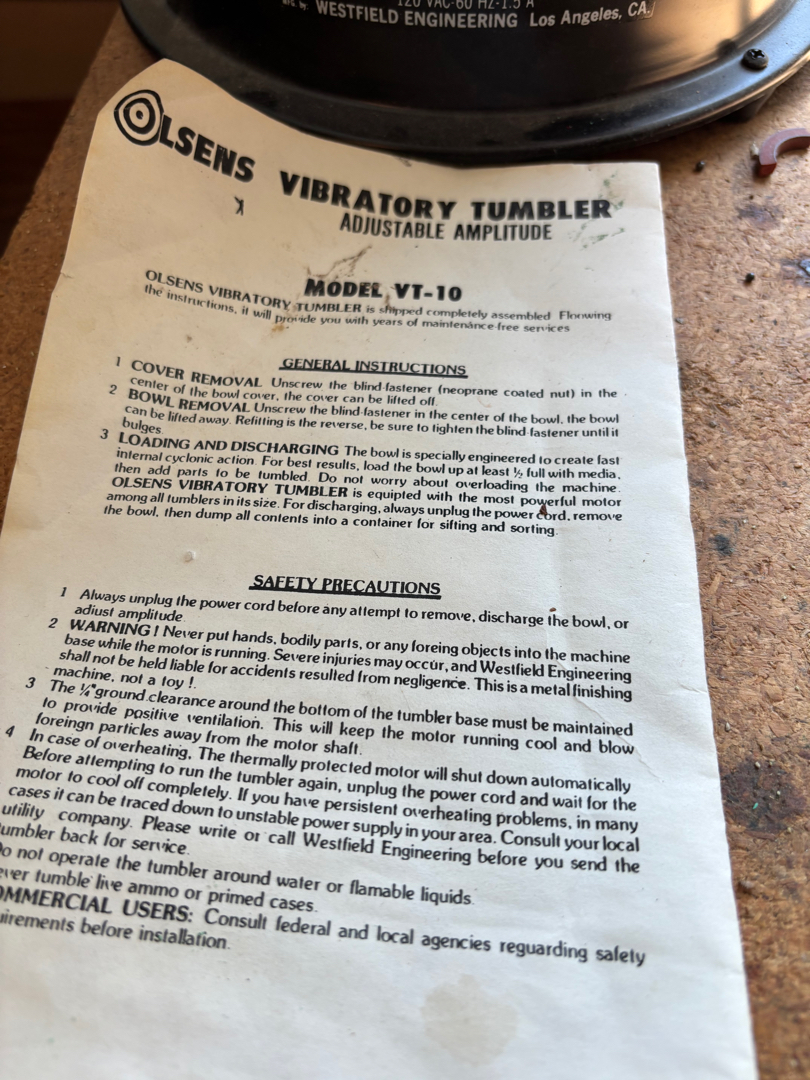 120 VAC-60 HZ-1.5 A
WESTFIELD ENGINEERING Los Angeles, CA.
OLSENS VIBRATORY TUMBLER
ADJUSTABLE AMPLITUDE
MODEL VT-10
OLSENS VIBRATORY TUMBLER is shipped completely assembled Floowing
the instructions, it will provide you with years of maintenance-free services
GENERAL INSTRUCTIONS
1 COVER REMOVAL Unscrew the blind-fastener (neoprane coated nut) in the
center of the bowl cover, the cover can be lifted off.
2 BOWL REMOVAL Unscrew the blind-fastener in the center of the bowl, the bowl
can be lifted away. Refitting is the reverse, be sure to tighten the blind-fastener until it
bulges.
3 LOADING AND DISCHARGING The bowl is specially engineered to create fast
internal cyclonic action. For best results, load the bowl up at least ½ full with media,
then add parts to be tumbled. Do not worry about overloading the machine.
OLSENS VIBRATORY TUMBLER is equipted with the most powerful motor
among all tumblers in its size. For discharging, always unplug the power cord, remove
the bowl, then dump all contents into a container for sifting and sorting.
SAFETY PRECAUTIONS
1 Always unplug the power cord before any attempt to remove, discharge the bowl, or
adjust amplitude.
2 WARNING ! Never put hands, bodily parts, or any foreing objects into the machine
base while the motor is running. Severe injuries may occur, and Westfield Engineering
shall not be held liable for accidents resulted from negligence. This is a metal finishing
machine, not a toy !.
3 The ¼" ground clearance around the bottom of the tumbler base must be maintained
to provide positive ventilation. This will keep the motor running cool and blow
foreingn particles away from the motor shaft.
4 In case of overheating, The thermally protected motor will shut down automatically
Before attempting to run the tumbler again, unplug the power cord and wait for the
motor to cool off completely. If you have persistent overheating problems, in many
cases it can be traced down to unstable power supply in your area. Consult your local
utility company. Please write or call Westfield Engineering before you send the
tumbler back for service.
Do not operate the tumbler around water or flamable liquids.
ever tumble live ammo or primed cases.
OMMERCIAL USERS: Consult federal and local agencies reguarding safety
uirements before installation.